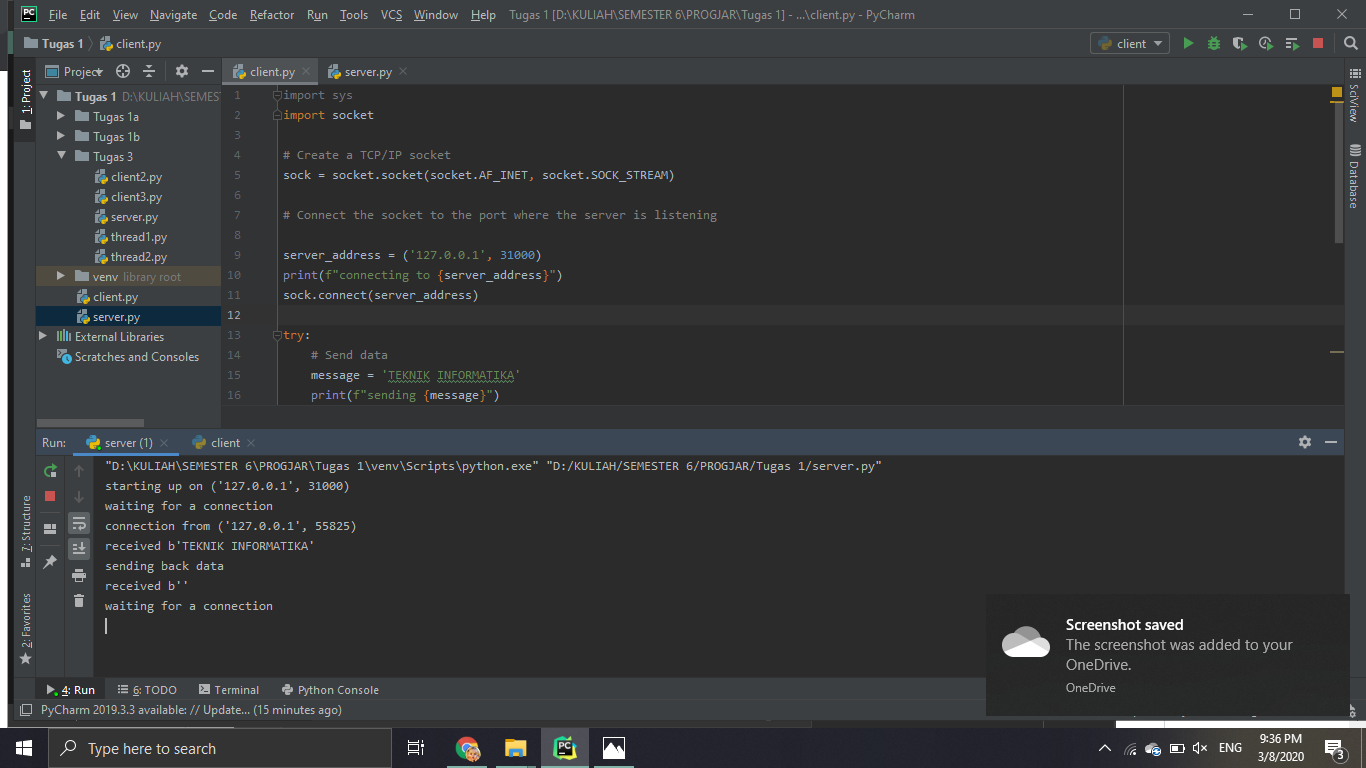 File Edit View Navigate Code Refactor Run Tools VCS Window Help Tugas 1 [D:\KULIAH\SEMESTER 6\PROGJAR\Tugas 1] - ...\client.py - PyCharm
Tugas 1 client.py
client
1: Project
Project
client.py
server.py
Tugas 1 D:\KULIAH\SEMES
Tugas 1a
Tugas 1b
Tugas 3
client2.py
client3.py
server.py
thread1.py
thread2.py
venv library root
client.py
server.py
External Libraries
Scratches and Consoles
1 import sys
2 import socket
3
4 # Create a TCP/IP socket
5 sock = socket.socket(socket.AF_INET, socket.SOCK_STREAM)
6
7 # Connect the socket to the port where the server is listening
8
9 server_address = ('127.0.0.1', 31000)
10 print(f"connecting to {server_address}")
11 sock.connect(server_address)
12
13 try:
14 # Send data
15 message = 'TEKNIK INFORMATIKA'
16 print(f"sending {message}")
SciView
Database
Run: server (1) client
"D:\KULIAH\SEMESTER 6\PROGJAR\Tugas 1\venv\Scripts\python.exe" "D:/KULIAH/SEMESTER 6/PROGJAR/Tugas 1/server.py"
starting up on ('127.0.0.1', 31000)
waiting for a connection
connection from ('127.0.0.1', 55825)
received b'TEKNIK INFORMATIKA'
sending back data
received b''
waiting for a connection
7: Structure
2: Favorites
Screenshot saved
The screenshot was added to your
OneDrive.
OneDrive
4: Run 6: TODO Terminal Python Console
PyCharm 2019.3.3 available: // Update... (15 minutes ago)
Type here to search
ENG
9:36 PM
3/8/2020
3